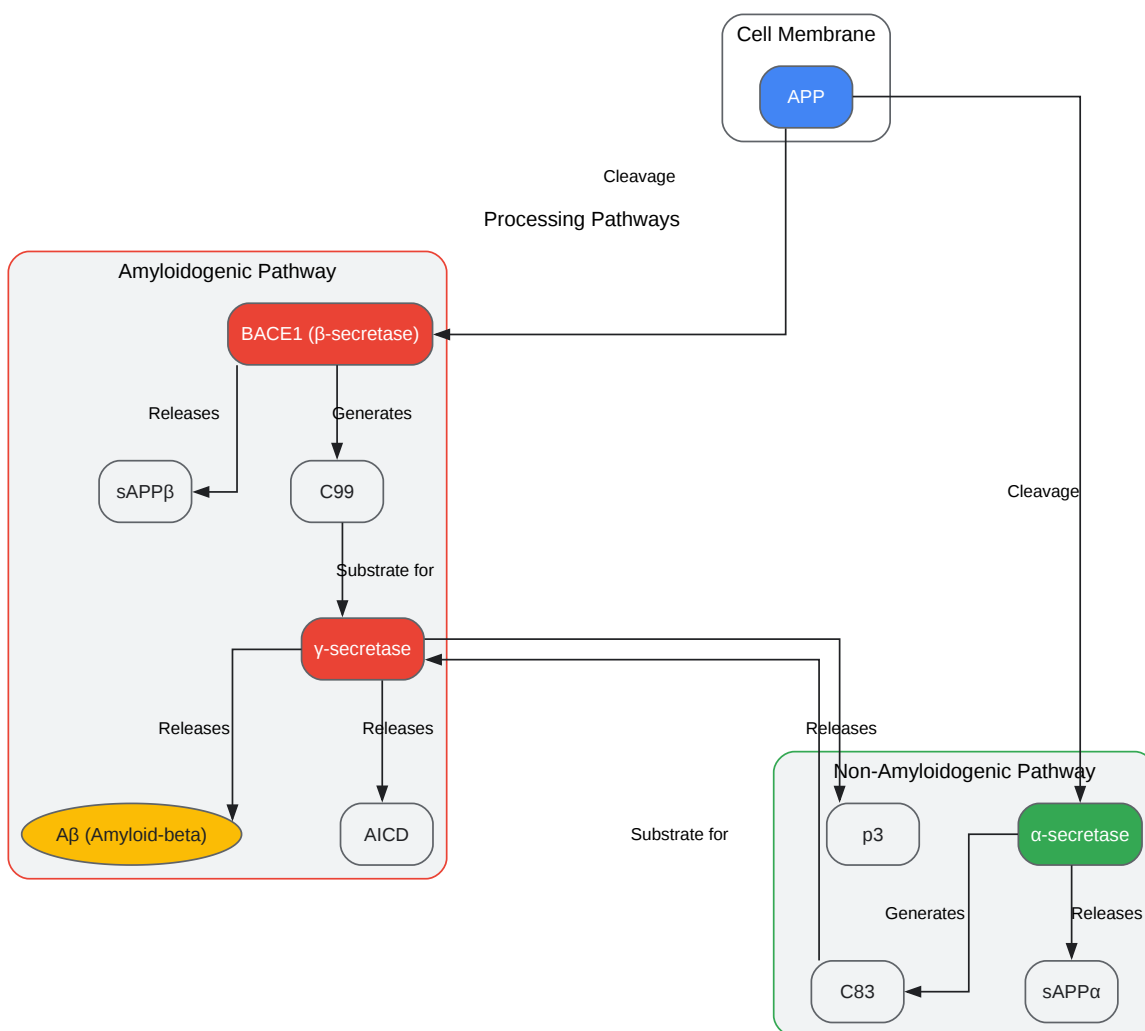 Cell Membrane
APP
Cleavage
Processing Pathways
Amyloidogenic Pathway
BACE1 (β-secretase)
Releases
Generates
sAPPβ
C99
Cleavage
Substrate for
γ-secretase
Releases
Releases
Releases
Non-Amyloidogenic Pathway
Aβ (Amyloid-beta)
AICD
Substrate for
p3
α-secretase
Generates
Releases
C83
sAPPα